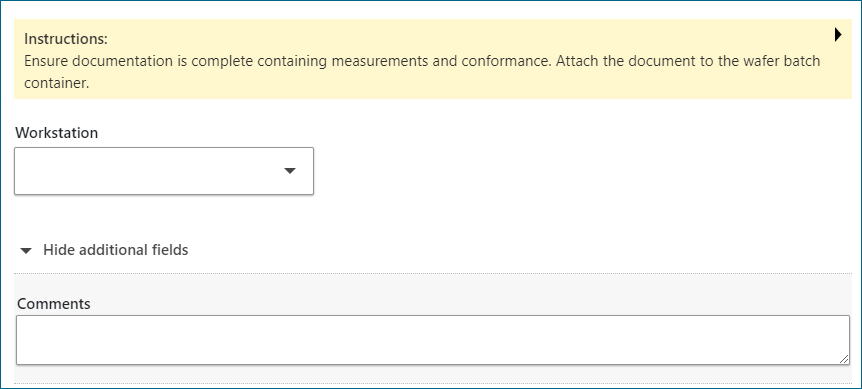 Instructions:
Ensure documentation is complete containing measurements and conformance. Attach the document to the wafer batch
container.
Workstation
Hide additional fields
Comments